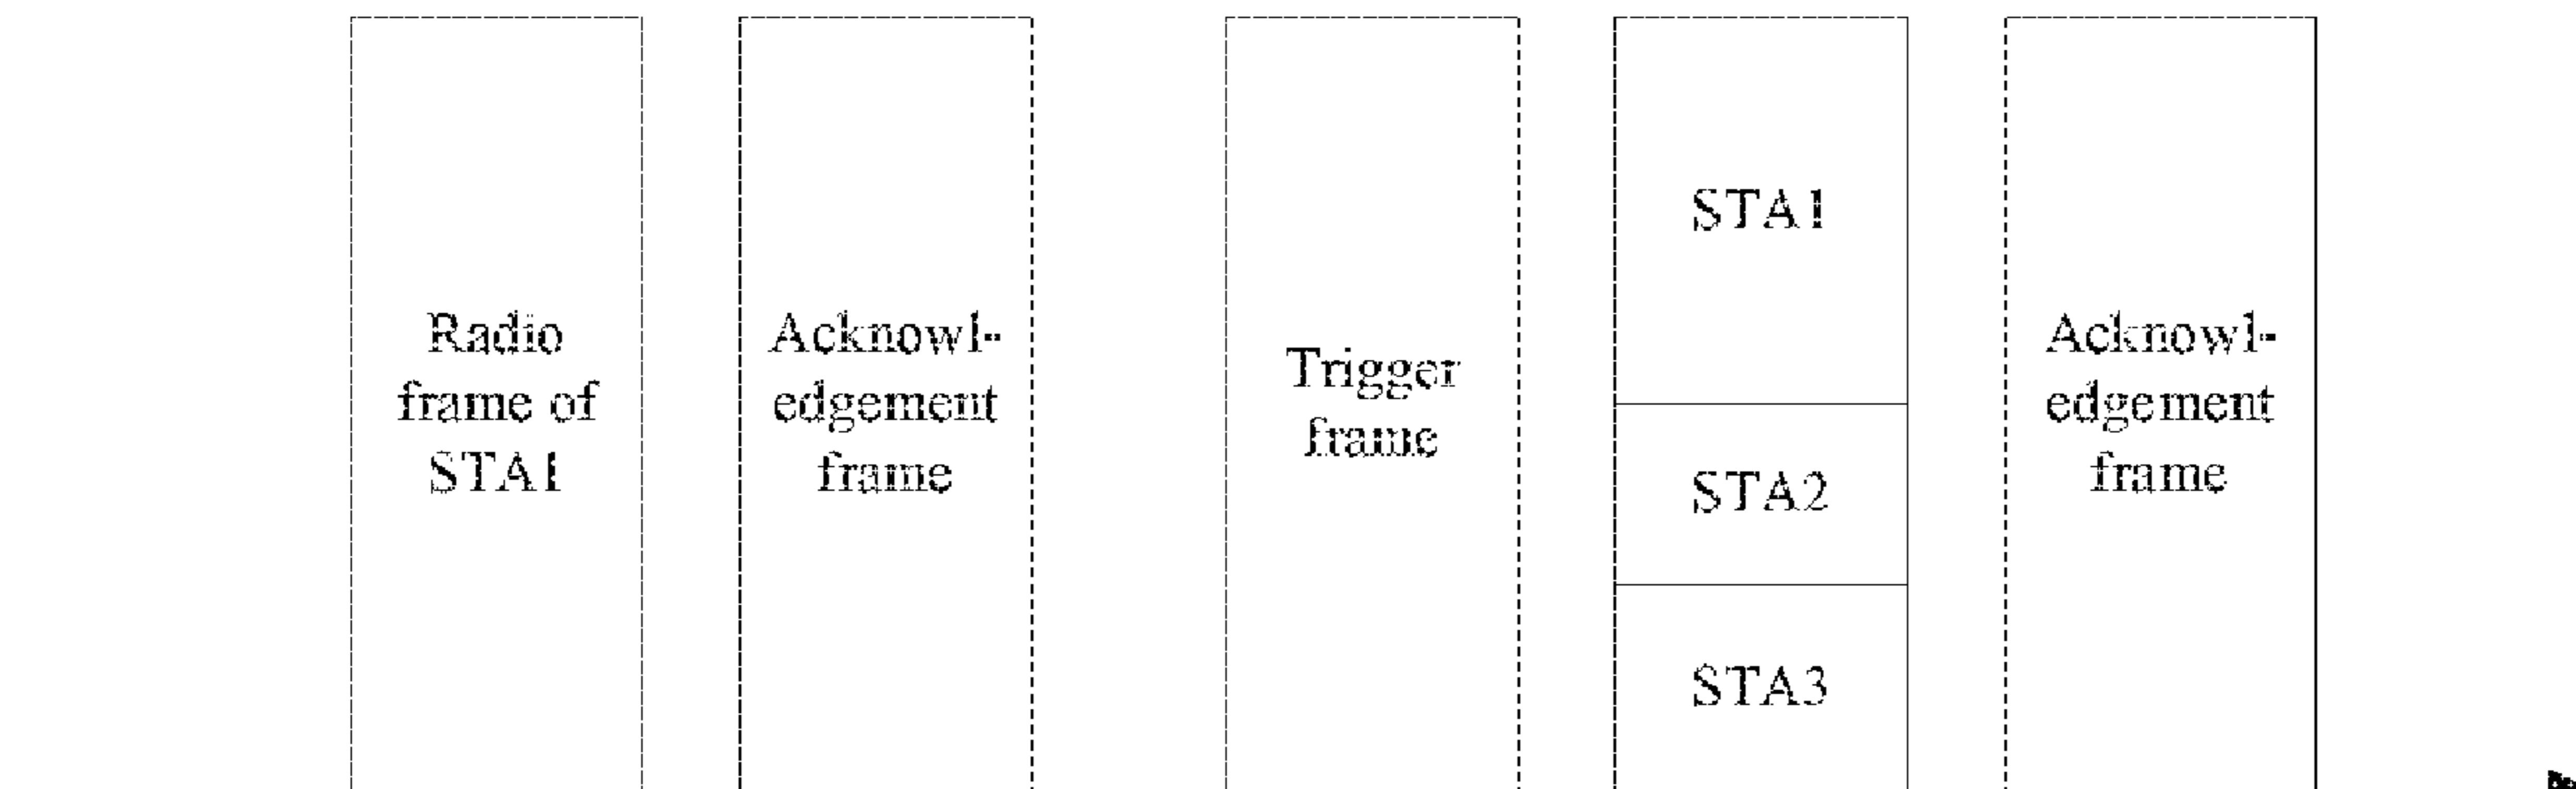 Radio
frame of
STA1
Acknowl-
edgement
frame
Trigger
frame
STA1
STA2
STA3
Acknowl-
edgement
frame